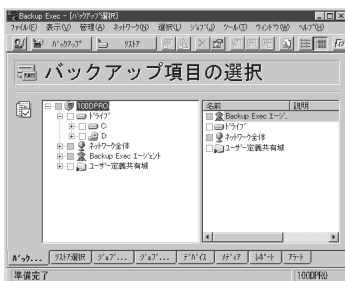 Backup Exec - [バックアップ選択]
ファイル(F) 表示(V) 管理(A) ネットワーク(N) 選択(L) ジョブ(J) ツール(T) ウィンドウ(W) ヘルプ(H)
バックアップ リストア
バックアップ項目の選択
100DPRO
ドライブ
C:
D:
ネットワーク全体
Backup Exec エージェント
ユーザー定義共有域
名前 説明
Backup Exec エージ...
ドライブ
ネットワーク全体
ユーザー定義共有域
バック... リストア選択 ジョブ... ジョブ... デバイス メディア レポート アラート
準備完了 100DPRO